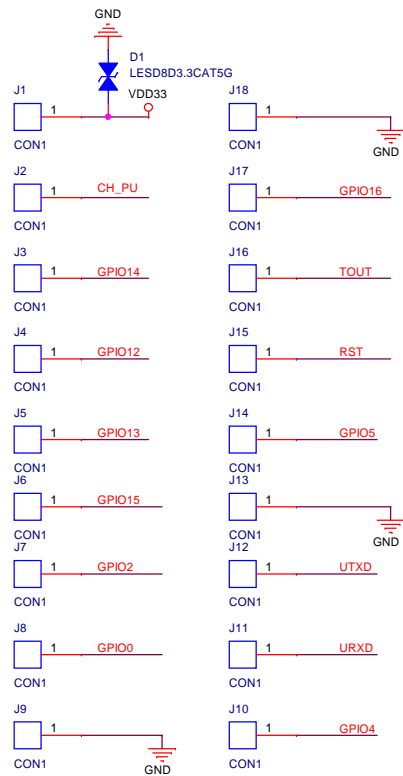 GND
D1
LESD8D3.3CAT5G
VDD33
J1
1
CON1
J18
1
GND
CON1
J2
1
CH_PU
CON1
J17
1
GPIO16
CON1
J3
1
GPIO14
CON1
J16
1
TOUT
CON1
J4
1
GPIO12
CON1
J15
1
RST
CON1
J5
1
GPIO13
CON1
J14
1
GPIO5
CON1
J6
1
GPIO15
CON1
J13
1
GND
CON1
J7
1
GPIO2
CON1
J12
1
UTXD
CON1
J8
1
GPIO0
CON1
J11
1
URXD
CON1
J9
1
GND
CON1
J10
1
GPIO4
CON1